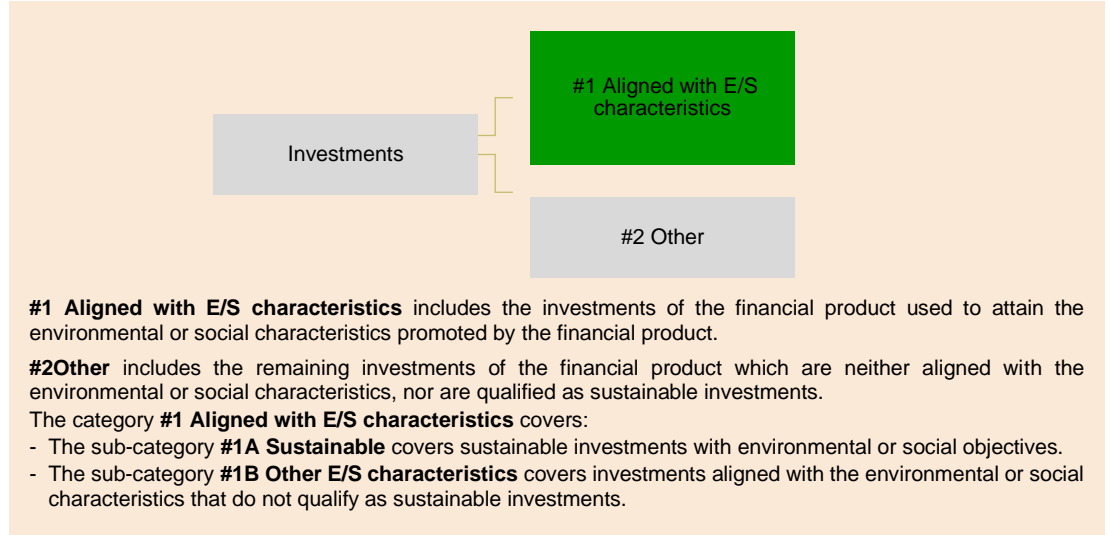 #1 Aligned with E/S
characteristics
Investments
#2 Other
#1 Aligned with E/S characteristics includes the investments of the financial product used to attain the
environmental or social characteristics promoted by the financial product.
#2Other includes the remaining investments of the financial product which are neither aligned with the
environmental or social characteristics, nor are qualified as sustainable investments.
The category #1 Aligned with E/S characteristics covers:
- The sub-category #1A Sustainable covers sustainable investments with environmental or social objectives.
- The sub-category #1B Other E/S characteristics covers investments aligned with the environmental or social
characteristics that do not qualify as sustainable investments.